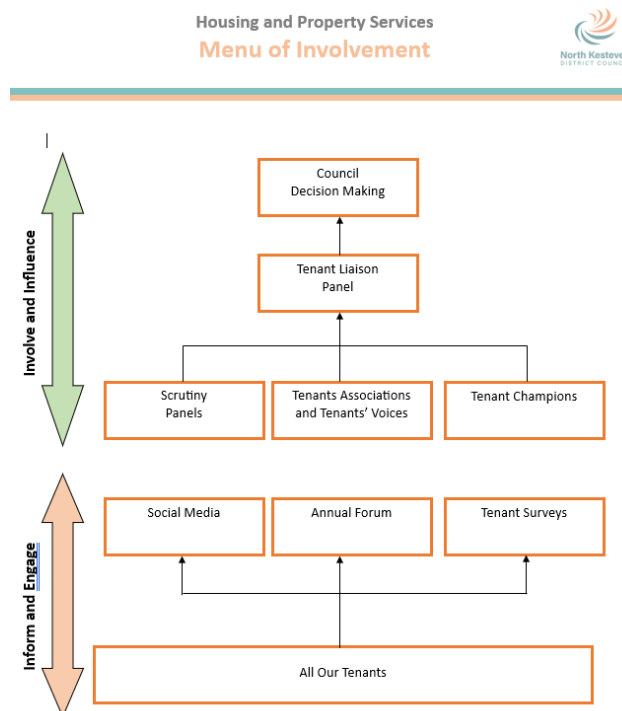 Housing and Property Services
Menu of Involvement
North Kesteve
DISTRICT COUNC
Involve and Influence
Council
Decision Making
Tenant Liaison
Panel
Scrutiny
Panels
Tenants Associations
and Tenants’ Voices
Tenant Champions
Inform and Engage
Social Media
Annual Forum
Tenant Surveys
All Our Tenants